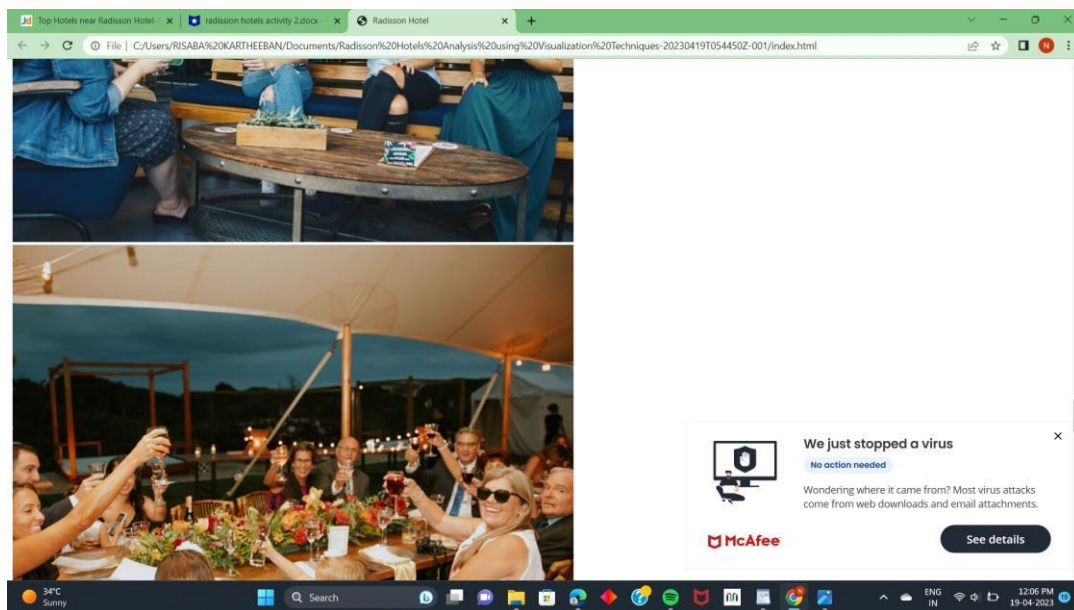 Top Hotels near Radisson Hotel-
radission hotels activity 2.docx -
Radisson Hotel
File
C:/Users/RISABA%20KARTHEEBAN/Documents/Radisson%20Hotels%20Analysis%20using%20Visualization%20Techniques-20230419T054450Z-001/index.html
N
We just stopped a virus
No action needed
Wondering where it came from? Most virus attacks
come from web downloads and email attachments.
McAfee
See details
34°C
Sunny
Search
ENG
IN
12:06 PM
19-04-2023